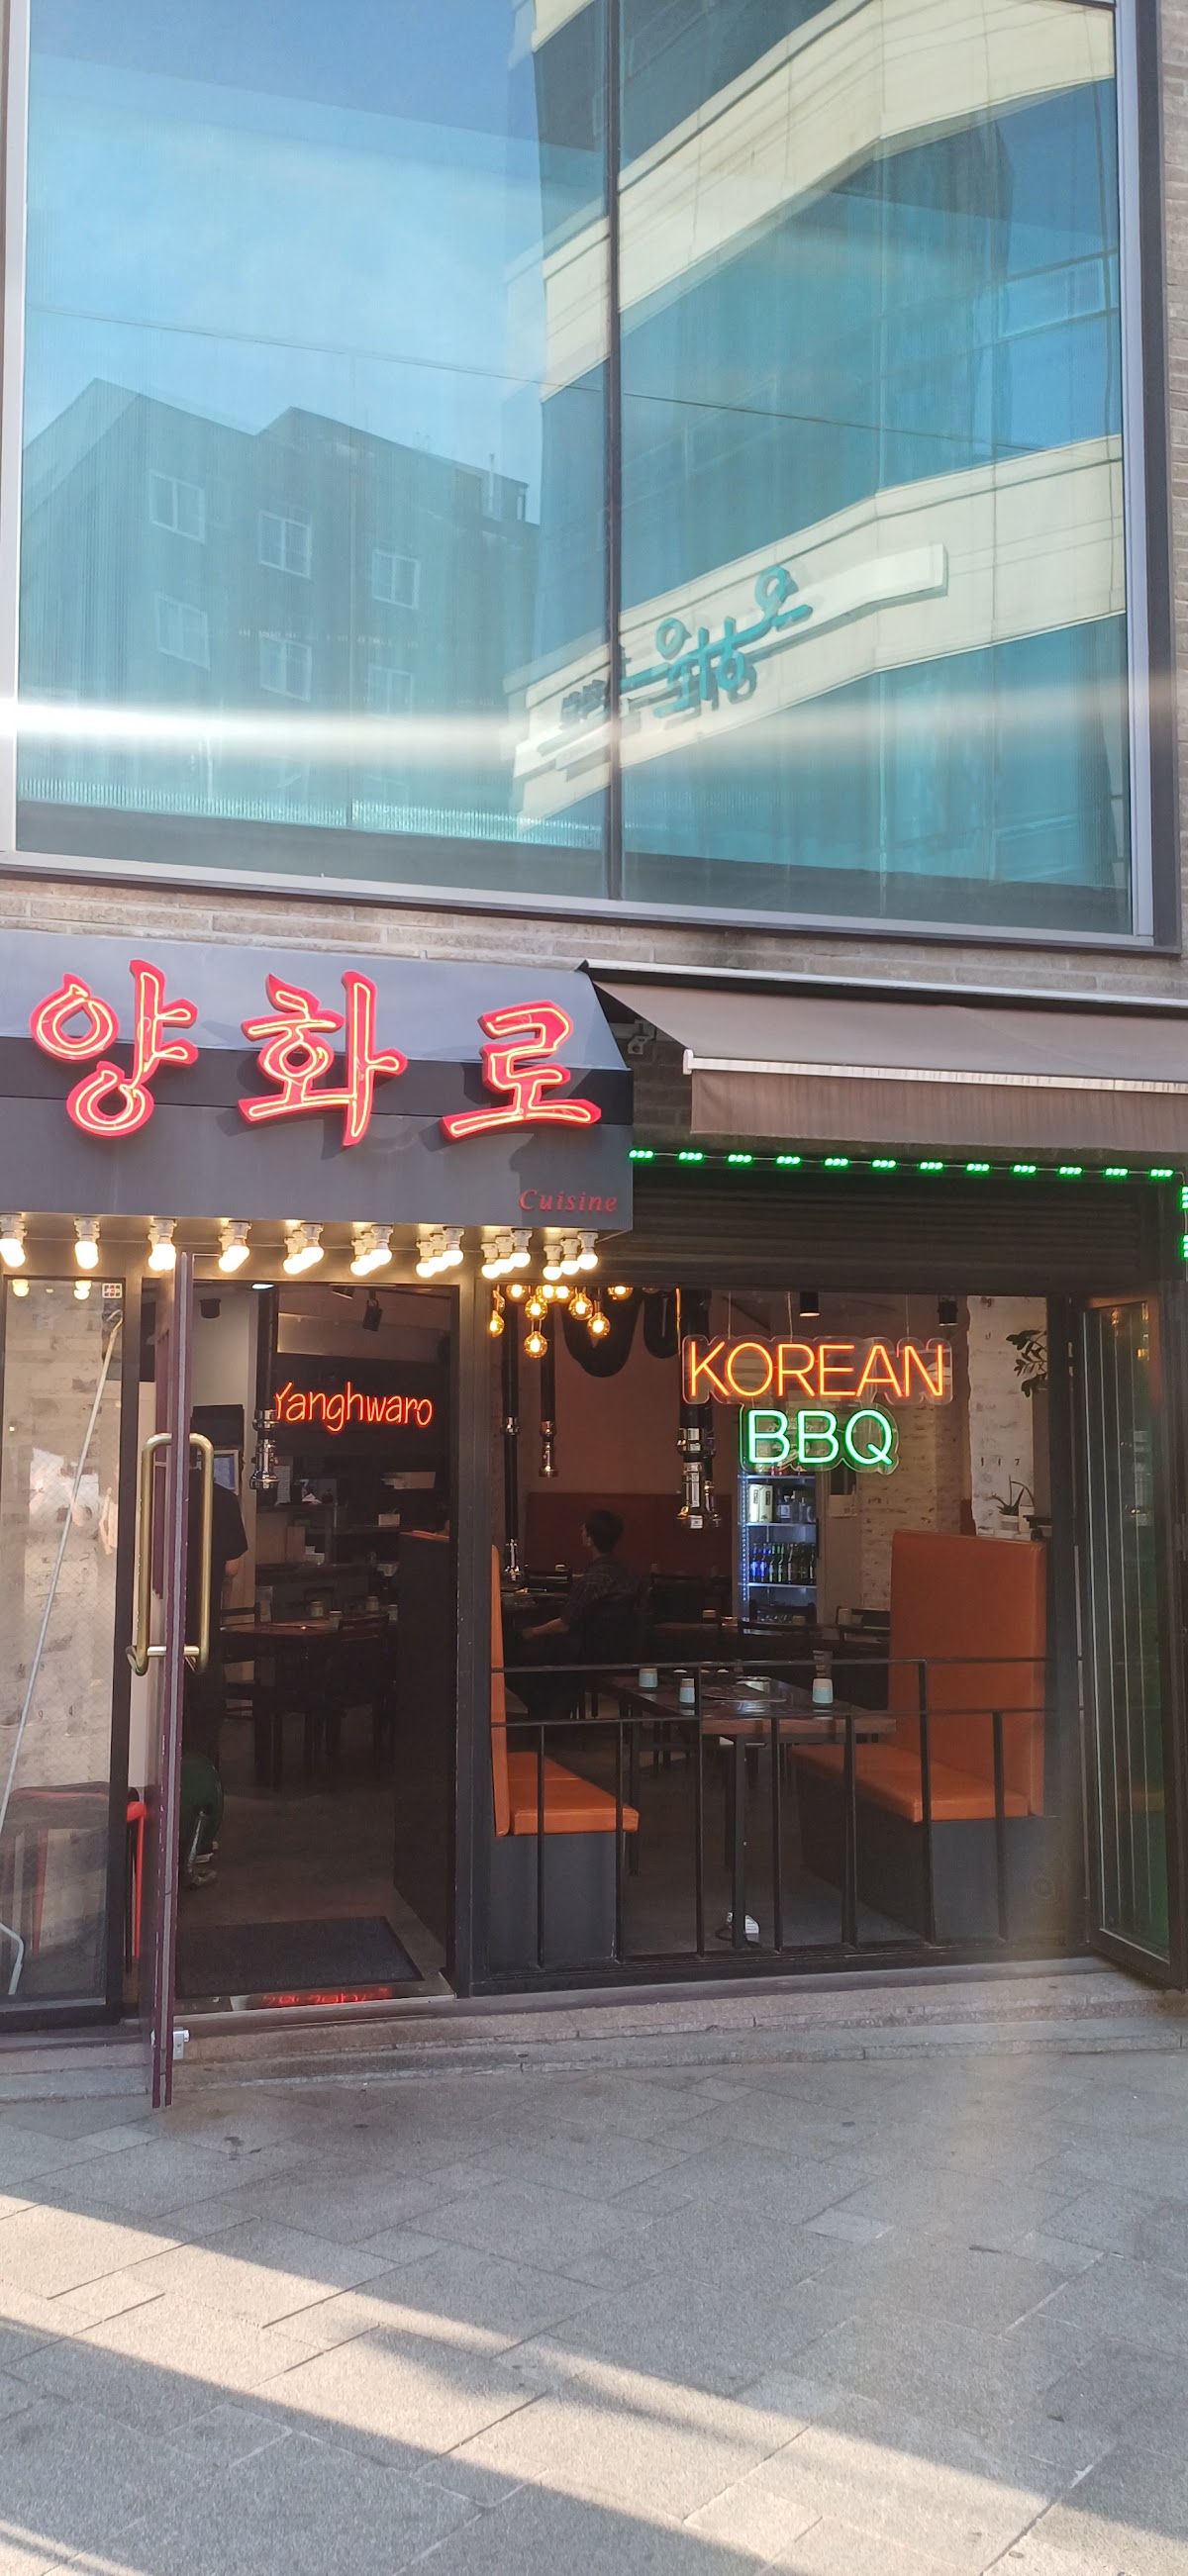 양화로
Cuisine
Yanghwaro
KOREAN
BBQ